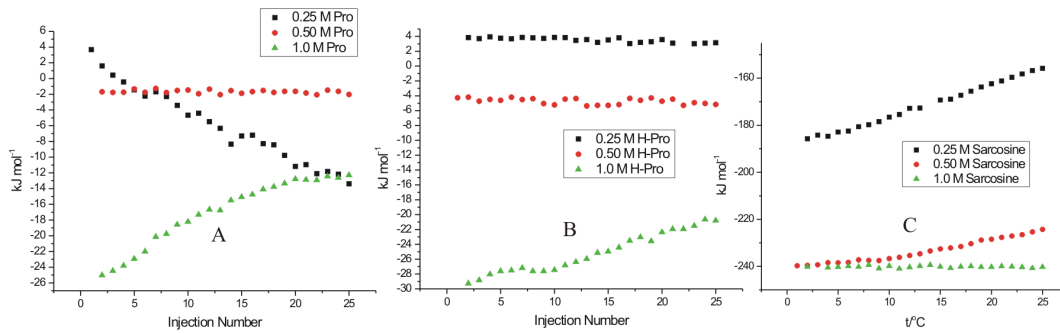 0.25 M Pro
0.50 M Pro
1.0 M Pro
6
4
2
0
-2
-4
-6
-8
-10
-12
-14
-16
-18
-20
-22
-24
-26
kJ mol-1
A
0 5 10 15 20 25
Injection Number
4
2
0
-2
-4
-6
-8
-10
-12
-14
-16
-18
-20
-22
-24
-26
-28
-30
kJ mol-1
0.25 M H-Pro
0.50 M H-Pro
1.0 M H-Pro
B
0 5 10 15 20 25
Injection Number
-160
-180
-200
-220
-240
kJ mol-1
0.25 M Sarcosine
0.50 M Sarcosine
1.0 M Sarcosine
C
0 5 10 15 20 25
t/°C